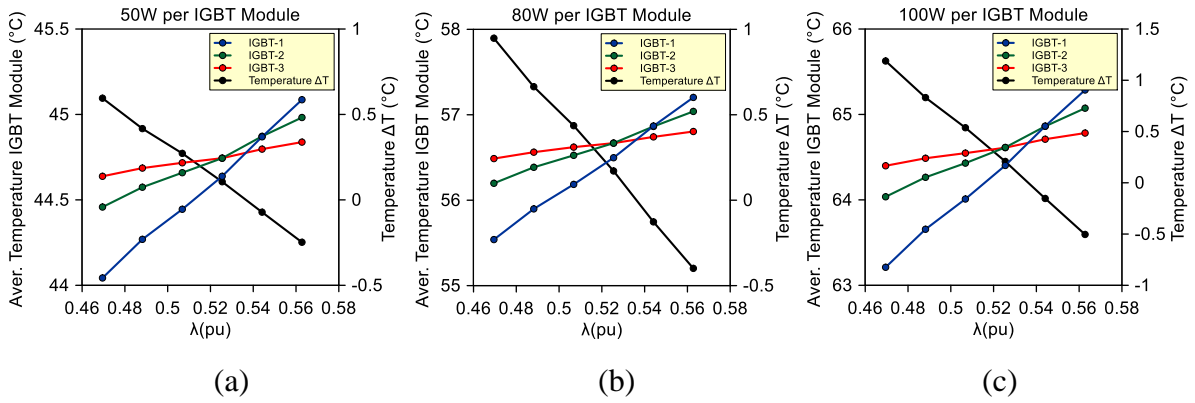 50W per IGBT Module
Aver. Temperature IGBT Module (°C)
45.5
45
44.5
44
IGBT-1
IGBT-2
IGBT-3
Temperature ΔT
1
0.5
0
-0.5
Temperature ΔT (°C)
0.46 0.48 0.5 0.52 0.54 0.56 0.58
λ(pu)
(a)
80W per IGBT Module
Aver. Temperature IGBT Module (°C)
58
57
56
55
IGBT-1
IGBT-2
IGBT-3
Temperature ΔT
1
0.5
0
-0.5
Temperature ΔT (°C)
0.46 0.48 0.5 0.52 0.54 0.56 0.58
λ(pu)
(b)
100W per IGBT Module
Aver. Temperature IGBT Module (°C)
66
65
64
63
IGBT-1
IGBT-2
IGBT-3
Temperature ΔT
1.5
1
0.5
0
-0.5
-1
Temperature ΔT (°C)
0.46 0.48 0.5 0.52 0.54 0.56 0.58
λ(pu)
(c)